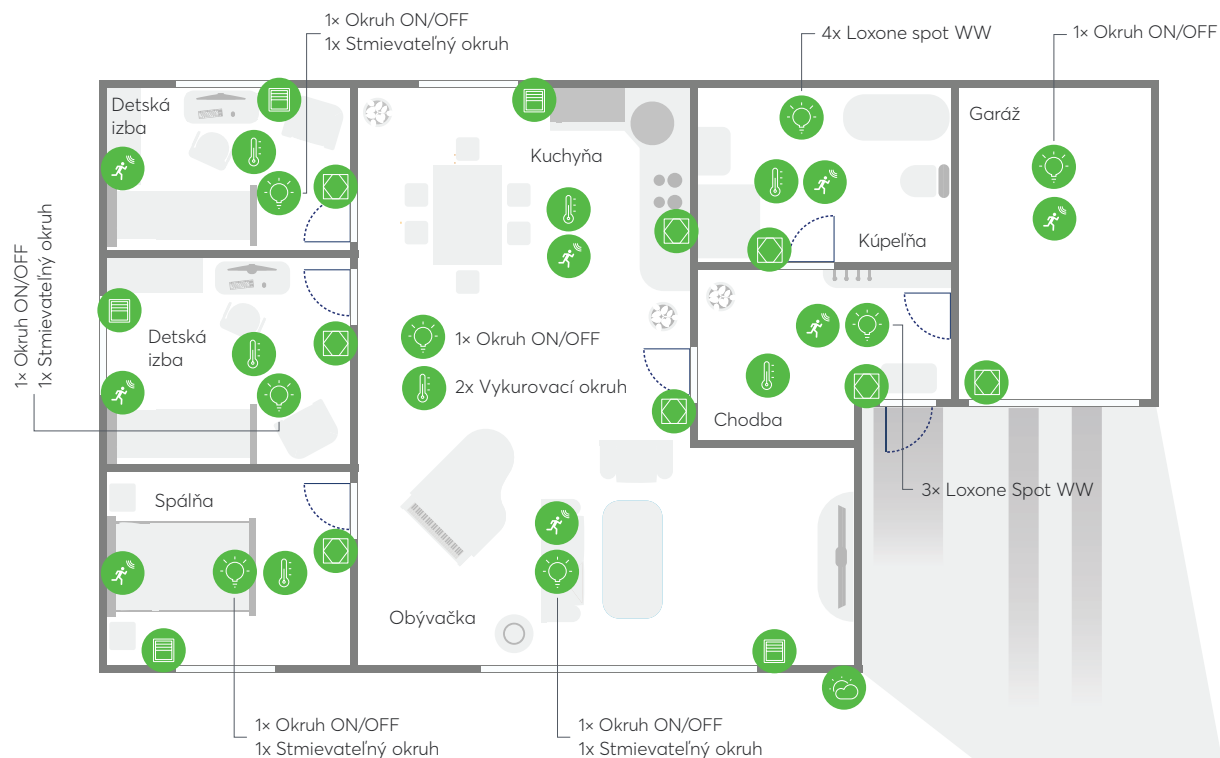 1× Okruh ON/OFF
1x Stmievateľný okruh
4x Loxone spot WW
1× Okruh ON/OFF
Detská
izba
Kuchyňa
Garáž
Kúpeľňa
1× Okruh ON/OFF
1x Stmievateľný okruh
Detská
izba
1× Okruh ON/OFF
2x Vykurovací okruh
Chodba
Spálňa
3× Loxone Spot WW
Obývačka
1× Okruh ON/OFF
1x Stmievateľný okruh
1× Okruh ON/OFF
1x Stmievateľný okruh